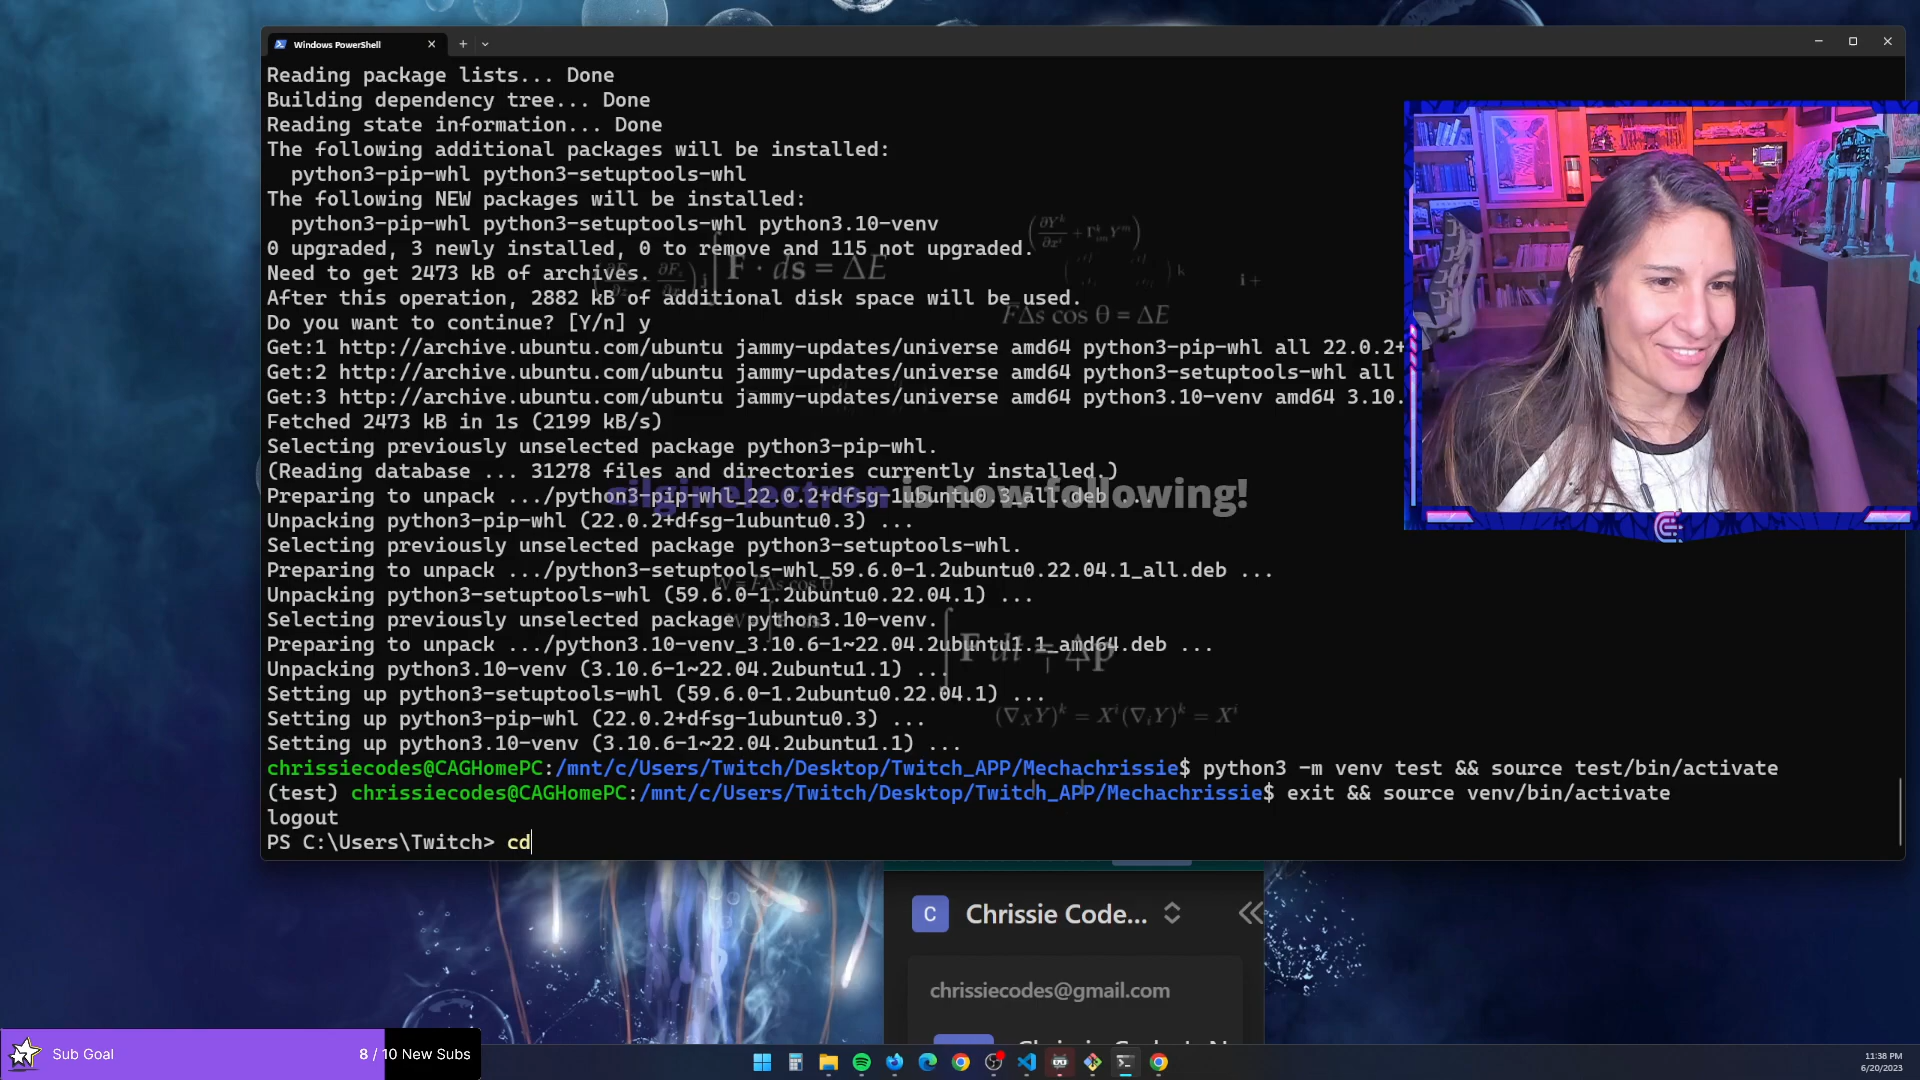 Windows PowerShell
Reading package lists... Done
Building dependency tree... Done
Reading state information... Done
The following additional packages will be installed:
python3-pip-whl python3-setuptools-whl
The following NEW packages will be installed:
python3-pip-whl python3-setuptools-whl python3.10-venv
0 upgraded, 3 newly installed, 0 to remove and 115 not upgraded.
Need to get 2473 kB of archives.
After this operation, 2882 kB of additional disk space will be used.
Do you want to continue? [Y/n] y
Get:1 http://archive.ubuntu.com/ubuntu jammy-updates/universe amd64 python3-pip-whl all 22.0.2+
Get:2 http://archive.ubuntu.com/ubuntu jammy-updates/universe amd64 python3-setuptools-whl all
Get:3 http://archive.ubuntu.com/ubuntu jammy-updates/universe amd64 python3.10-venv amd64 3.10.
Fetched 2473 kB in 1s (2199 kB/s)
Selecting previously unselected package python3-pip-whl.
(Reading database ... 31278 files and directories currently installed.)
Preparing to unpack .../python3-pip-whl_22.0.2+dfsg-1ubuntu0.3_all.deb ...
is now following!
Unpacking python3-pip-whl (22.0.2+dfsg-1ubuntu0.3) ...
Selecting previously unselected package python3-setuptools-whl.
Preparing to unpack .../python3-setuptools-whl_59.6.0-1.2ubuntu0.22.04.1_all.deb ...
Unpacking python3-setuptools-whl (59.6.0-1.2ubuntu0.22.04.1) ...
Selecting previously unselected package python3.10-venv.
Preparing to unpack .../python3.10-venv_3.10.6-1~22.04.2ubuntu1.1_amd64.deb ...
Unpacking python3.10-venv (3.10.6-1~22.04.2ubuntu1.1) ...
Setting up python3-setuptools-whl (59.6.0-1.2ubuntu0.22.04.1) ...
Setting up python3-pip-whl (22.0.2+dfsg-1ubuntu0.3) ...
Setting up python3.10-venv (3.10.6-1~22.04.2ubuntu1.1) ...
chrissiecodes@CAGHomePC:/mnt/c/Users/Twitch/Desktop/Twitch_APP/Mechachrissie$ python3 -m venv test && source test/bin/activate
(test) chrissiecodes@CAGHomePC:/mnt/c/Users/Twitch/Desktop/Twitch_APP/Mechachrissie$ exit && source venv/bin/activate
logout
PS C:\Users\Twitch> cd
F · ds = ΔE
FΔs cos θ = ΔE
W = FΔs cos θ
F dt = Δp
(∇XY)^k = X^i(∇iY)^k = X^i
C Chrissie Code...
chrissiecodes@gmail.com
Sub Goal
8 / 10 New Subs
11:38 PM
6/20/2023